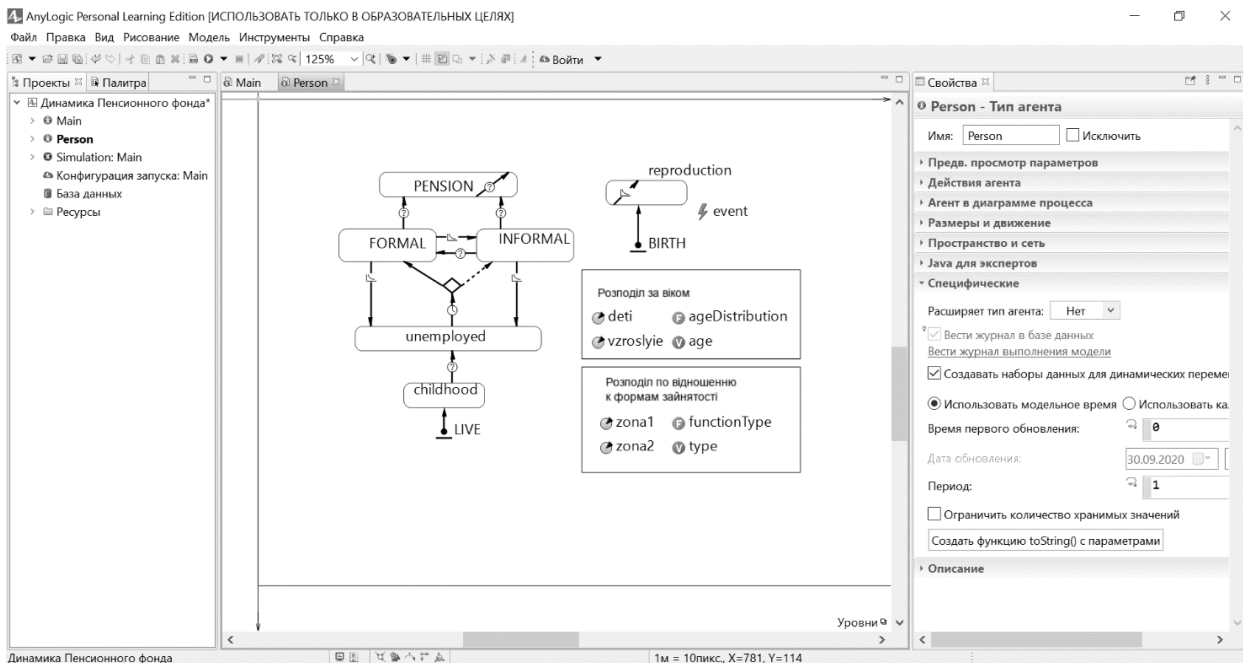 AnyLogic Personal Learning Edition [ИСПОЛЬЗОВАТЬ ТОЛЬКО В ОБРАЗОВАТЕЛЬНЫХ ЦЕЛЯХ]
Файл Правка Вид Рисование Модель Инструменты Справка
125% Войти
Проекты Палитра
Динамика Пенсионного фонда*
Main
Person
Simulation: Main
Конфигурация запуска: Main
База данных
Ресурсы
Main Person
PENSION
FORMAL INFORMAL
unemployed
childhood
LIVE
reproduction
event
BIRTH
Розподіл за віком
deti F ageDistribution
vzroslyie V age
Розподіл по відношенню
к формам зайнятості
zona1 F functionType
zona2 V type
Уровни
Свойства
Person - Тип агента
Имя: Person Исключить
Предв. просмотр параметров
Действия агента
Агент в диаграмме процесса
Размеры и движение
Пространство и сеть
Java для экспертов
Специфические
Расширяет тип агента: Нет
Вести журнал в базе данных
Вести журнал выполнения модели
Создавать наборы данных для динамических переме
Использовать модельное время Использовать ка
Время первого обновления: 0
Дата обновления: 30.09.2020
Период: 1
Ограничить количество хранимых значений
Создать функцию toString() с параметрами
Описание
Динамика Пенсионного фонда
1м = 10пикс., X=781, Y=114